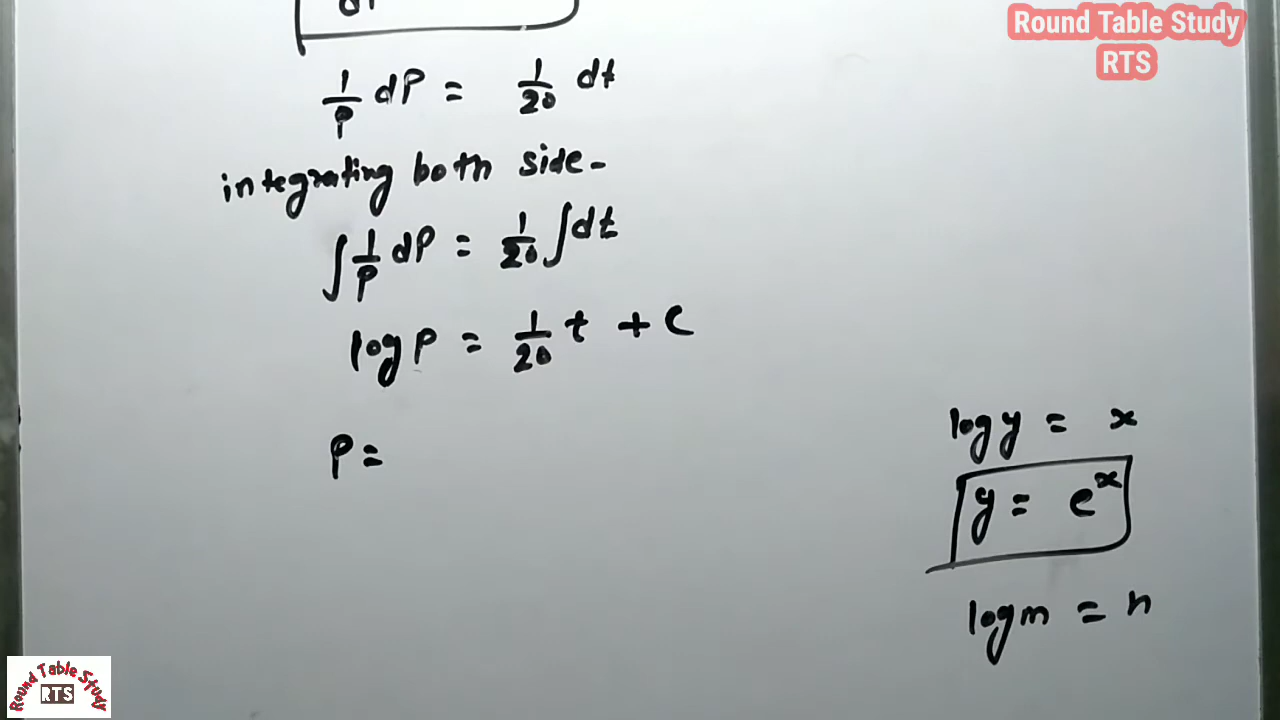 dP
Round Table Study
RTS
1/P dP = 1/20 dt
integrating both side-
∫ 1/P dP = 1/20 ∫ dt
log P = 1/20 t + c
P =
log y = x
y = e^x
log m = n
Round Table Study
RTS